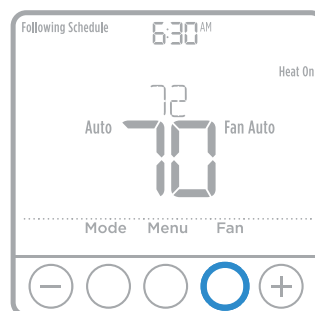 Following Schedule 6:30 AM
Heat On
72
Auto 70 Fan Auto
Mode Menu Fan
− +